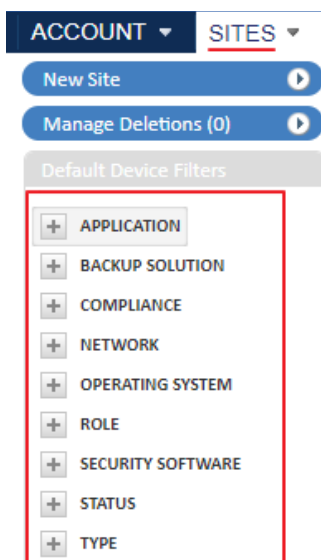 ACCOUNT SITES
New Site
Manage Deletions (0)
Default Device Filters
APPLICATION
BACKUP SOLUTION
COMPLIANCE
NETWORK
OPERATING SYSTEM
ROLE
SECURITY SOFTWARE
STATUS
TYPE